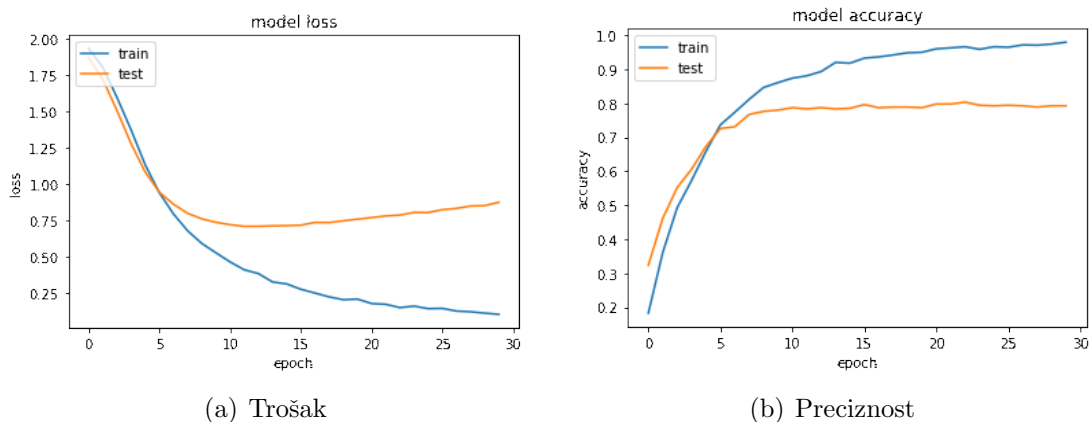 model loss
train
test
2.00
1.75
1.50
1.25
1.00
0.75
0.50
0.25
loss
0
5
10
15
20
25
30
epoch
(a) Trošak
model accuracy
train
test
1.0
0.9
0.8
0.7
0.6
0.5
0.4
0.3
0.2
accuracy
0
5
10
15
20
25
30
epoch
(b) Preciznost